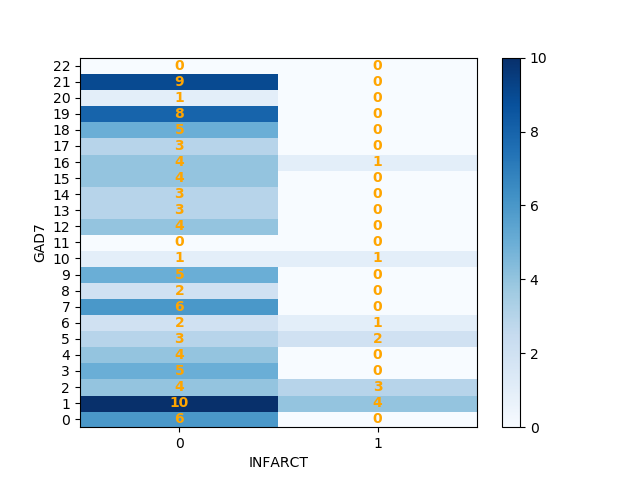 22 0 0
21 9 0
20 1 0
19 8 0
18 5 0
17 3 0
16 4 1
15 4 0
14 3 0
13 3 0
12 4 0
11 0 0
10 1 1
9 5 0
8 2 0
7 6 0
6 2 1
5 3 2
4 4 0
3 5 0
2 4 3
1 10 4
0 6 0
GAD7
0 1
INFARCT
10
8
6
4
2
0